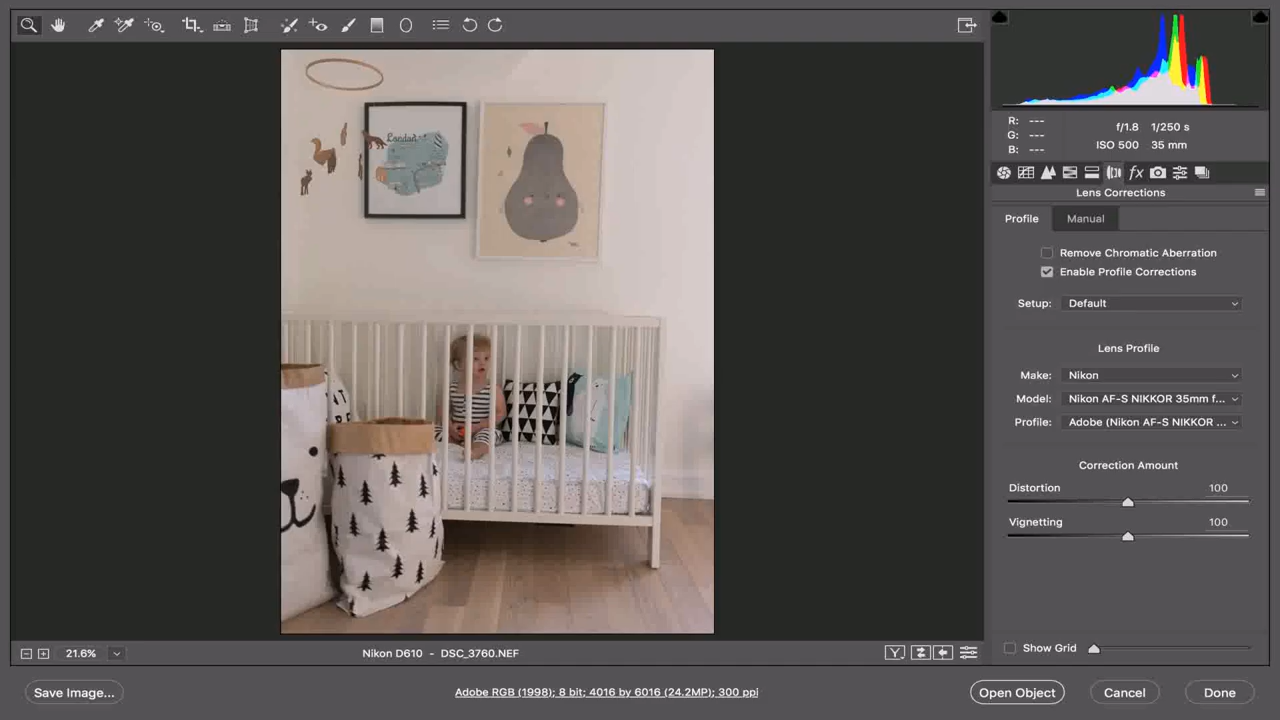 R: ---
G: ---
B: ---
f/1.8 1/250 s
ISO 500 35 mm
fx
Lens Corrections
Profile Manual
Remove Chromatic Aberration
Enable Profile Corrections
Setup: Default
Lens Profile
Make: Nikon
Model: Nikon AF-S NIKKOR 35mm f...
Profile: Adobe (Nikon AF-S NIKKOR ...
Correction Amount
Distortion 100
Vignetting 100
London
21.6%
Nikon D610 - DSC_3760.NEF
Y
Show Grid
Save Image...
Adobe RGB (1998); 8 bit; 4016 by 6016 (24.2MP); 300 ppi
Open Object
Cancel
Done